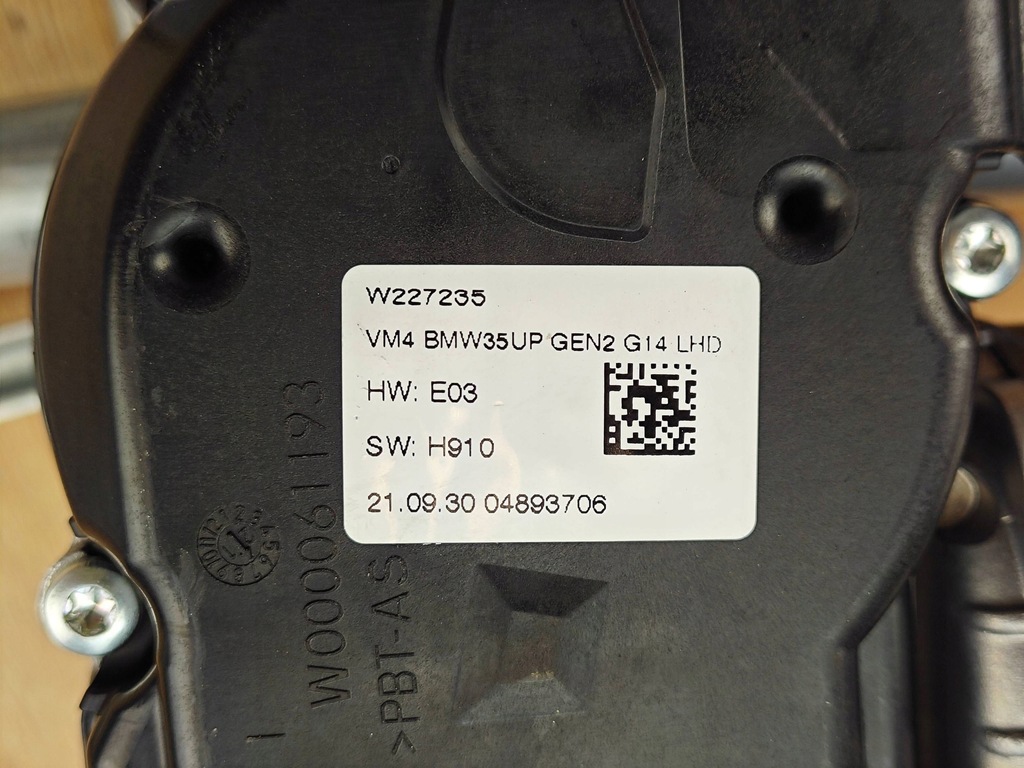 W227235
VM4 BMW35UP GEN2 G14 LHD
HW: E03
SW: H910
21.09.30 04893706
W000061193
>PBT-AS